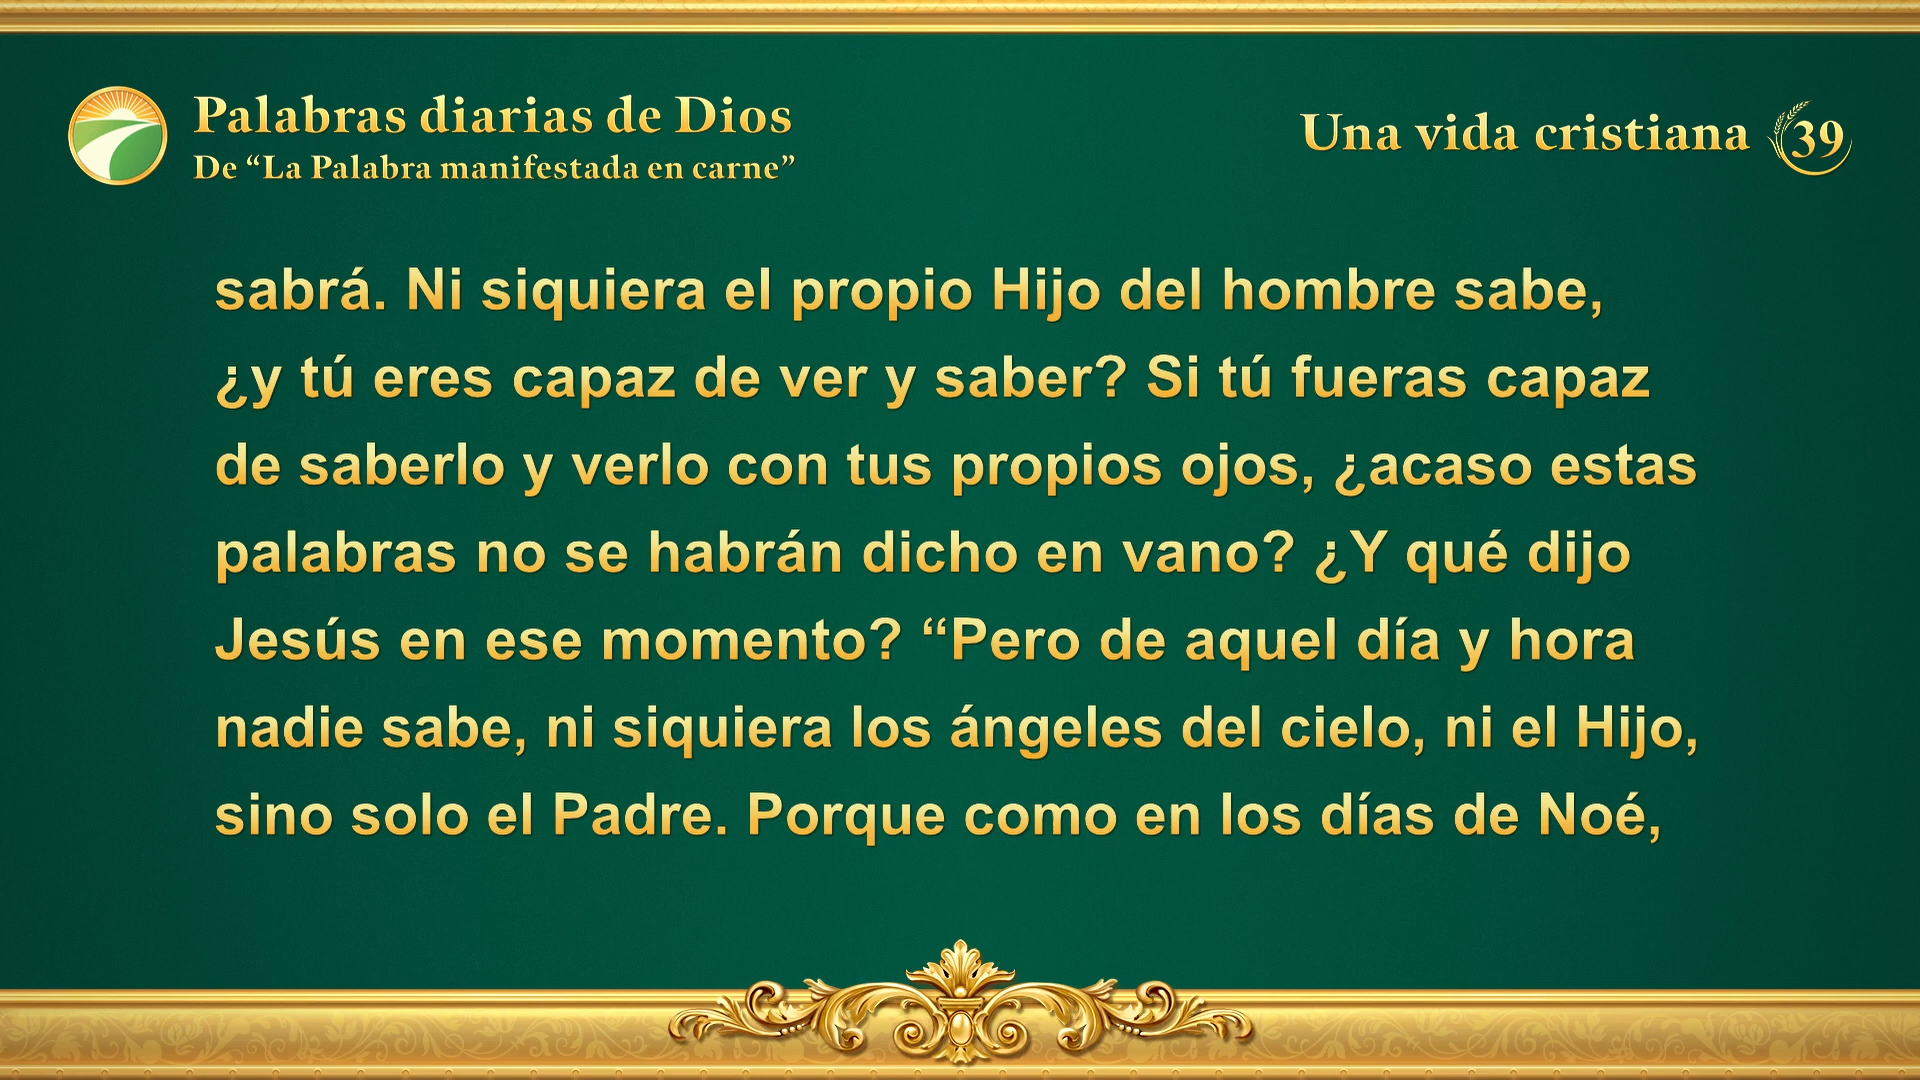 Palabras diarias de Dios
De “La Palabra manifestada en carne”
Una vida cristiana 39
sabrá. Ni siquiera el propio Hijo del hombre sabe,
¿y tú eres capaz de ver y saber? Si tú fueras capaz
de saberlo y verlo con tus propios ojos, ¿acaso estas
palabras no se habrán dicho en vano? ¿Y qué dijo
Jesús en ese momento? “Pero de aquel día y hora
nadie sabe, ni siquiera los ángeles del cielo, ni el Hijo,
sino solo el Padre. Porque como en los días de Noé,